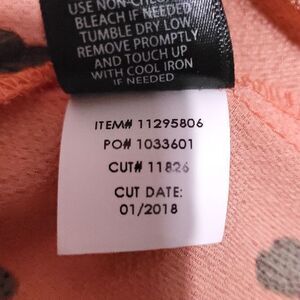 USE NON-CHLORINE
BLEACH IF NEEDED
TUMBLE DRY LOW
REMOVE PROMPTLY
AND TOUCH UP
WITH COOL IRON
IF NEEDED
ITEM# 11295806
PO# 1033601
CUT# 11826
CUT DATE:
01/2018